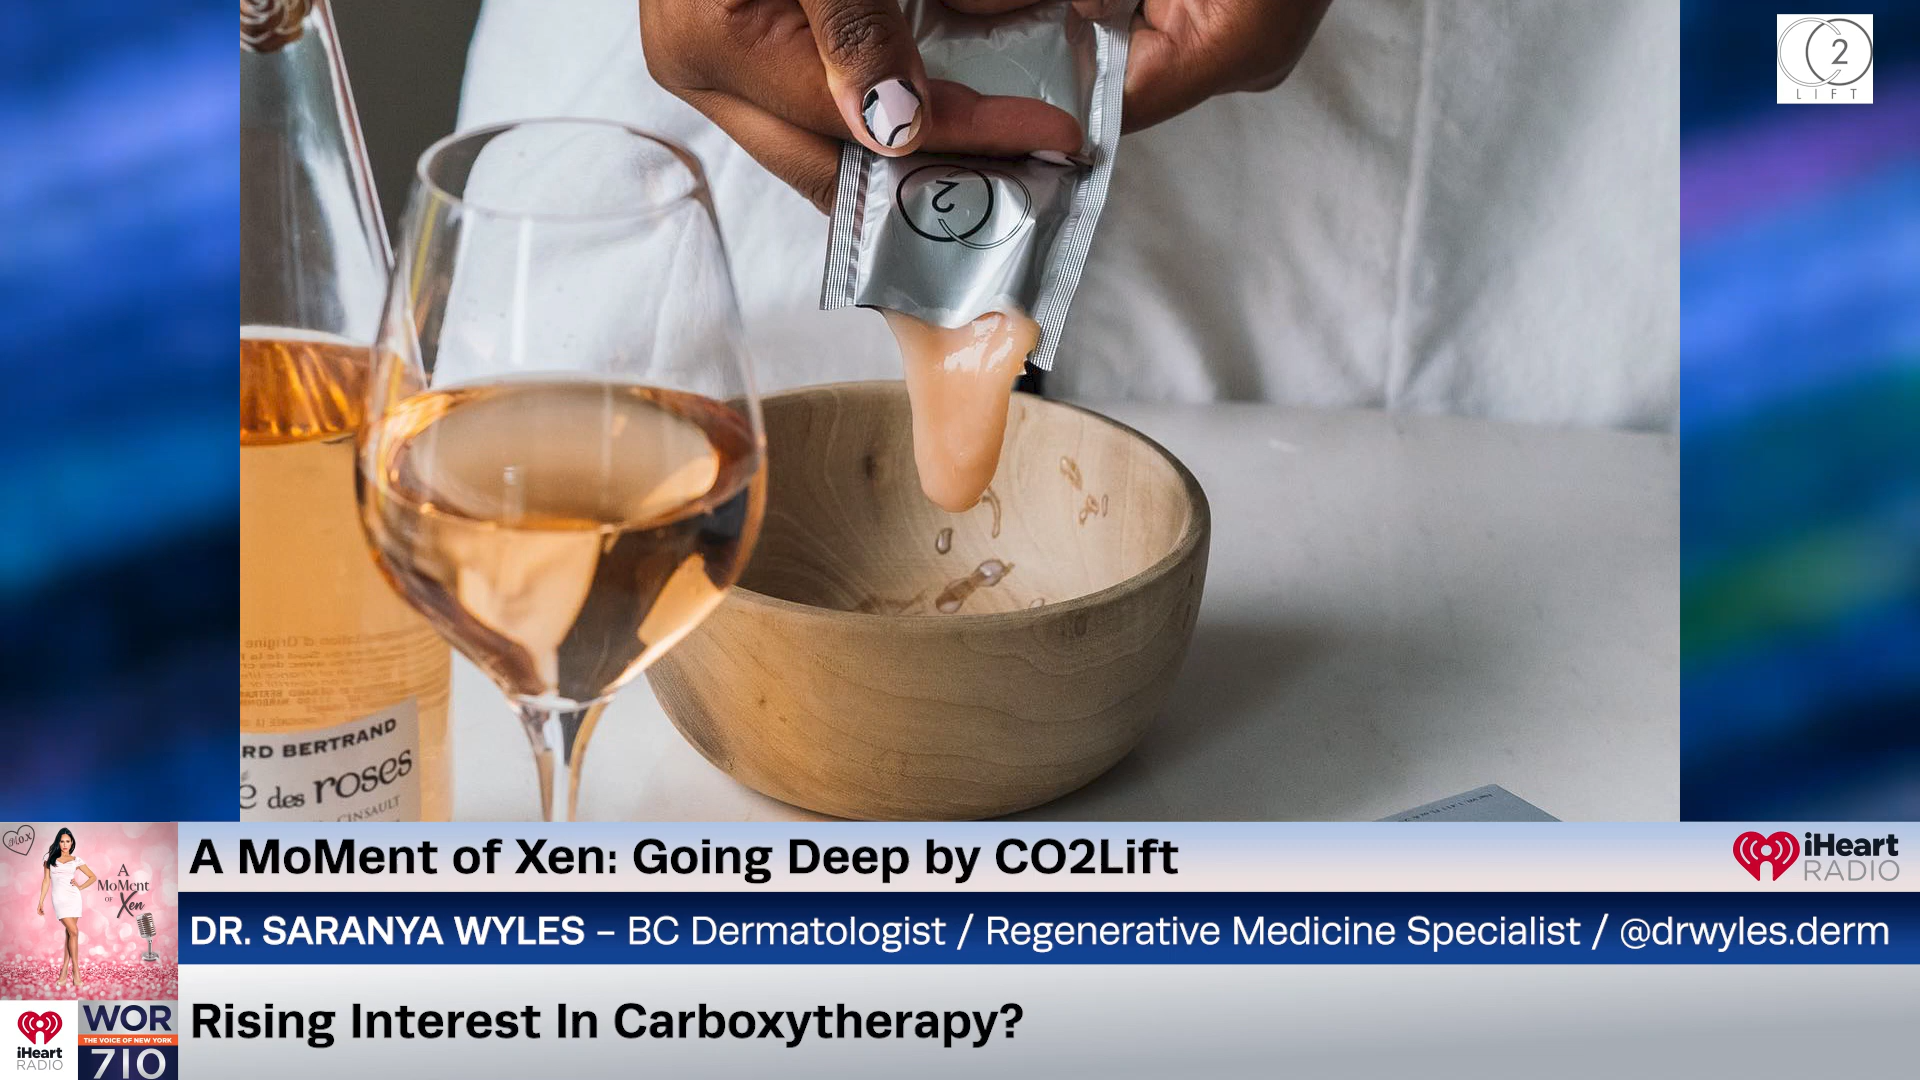 2
LIFT
2
RD BERTRAND
é des roses
CINSAULT
A MoMent of Xen: Going Deep by CO2Lift
iHeart
RADIO
DR. SARANYA WYLES – BC Dermatologist / Regenerative Medicine Specialist / @drwyles.derm
Rising Interest In Carboxytherapy?
M.O.X
A
MoMent
OF Xen
iHeart
RADIO
WOR
THE VOICE OF NEW YORK
710